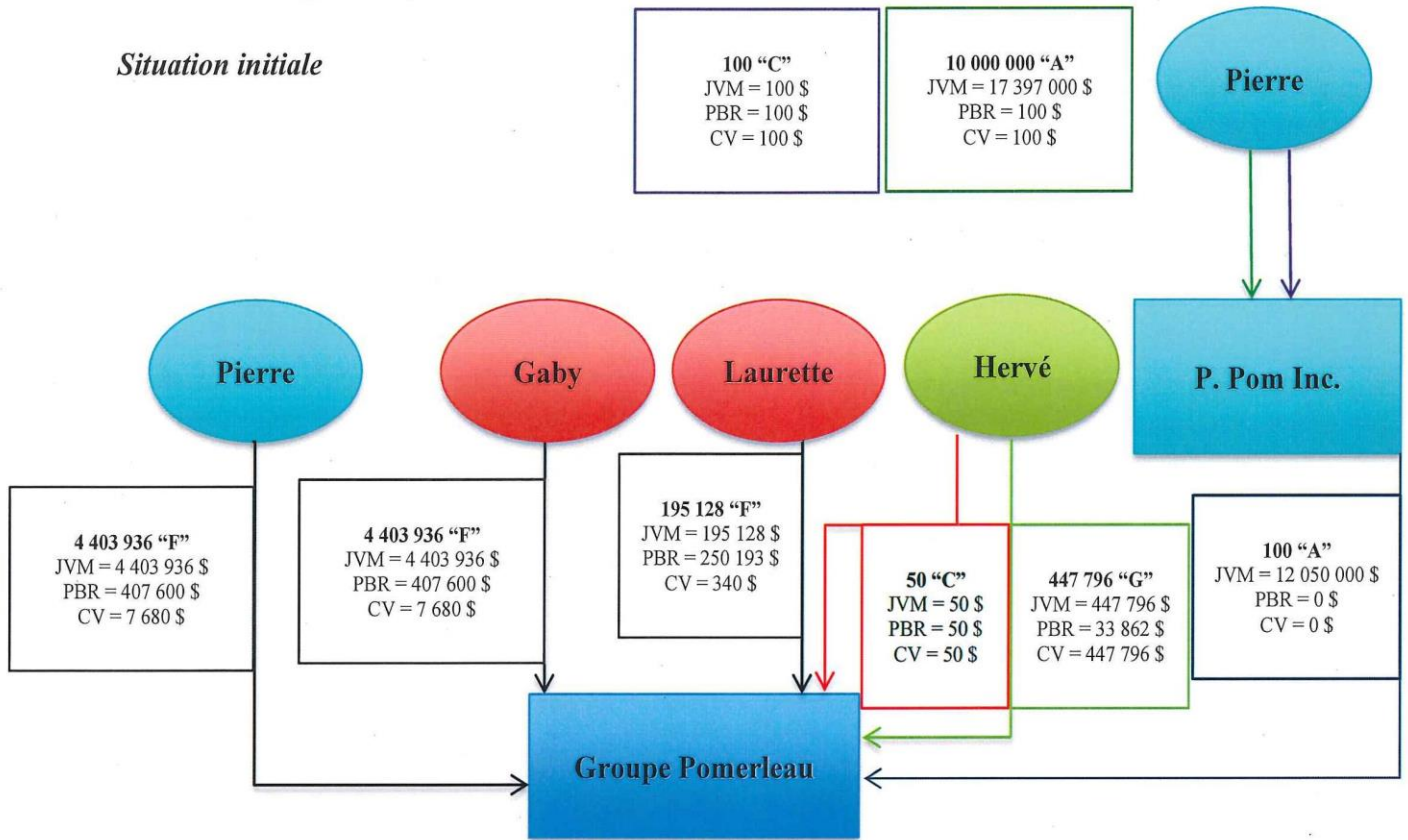 Situation initiale
100 “C”
JVM = 100 $
PBR = 100 $
CV = 100 $
10 000 000 “A”
JVM = 17 397 000 $
PBR = 100 $
CV = 100 $
Pierre
Pierre
Gaby
Laurette
Hervé
P. Pom Inc.
4 403 936 “F”
JVM = 4 403 936 $
PBR = 407 600 $
CV = 7 680 $
4 403 936 “F”
JVM = 4 403 936 $
PBR = 407 600 $
CV = 7 680 $
195 128 “F”
JVM = 195 128 $
PBR = 250 193 $
CV = 340 $
50 “C”
JVM = 50 $
PBR = 50 $
CV = 50 $
447 796 “G”
JVM = 447 796 $
PBR = 33 862 $
CV = 447 796 $
100 “A”
JVM = 12 050 000 $
PBR = 0 $
CV = 0 $
Groupe Pomerleau